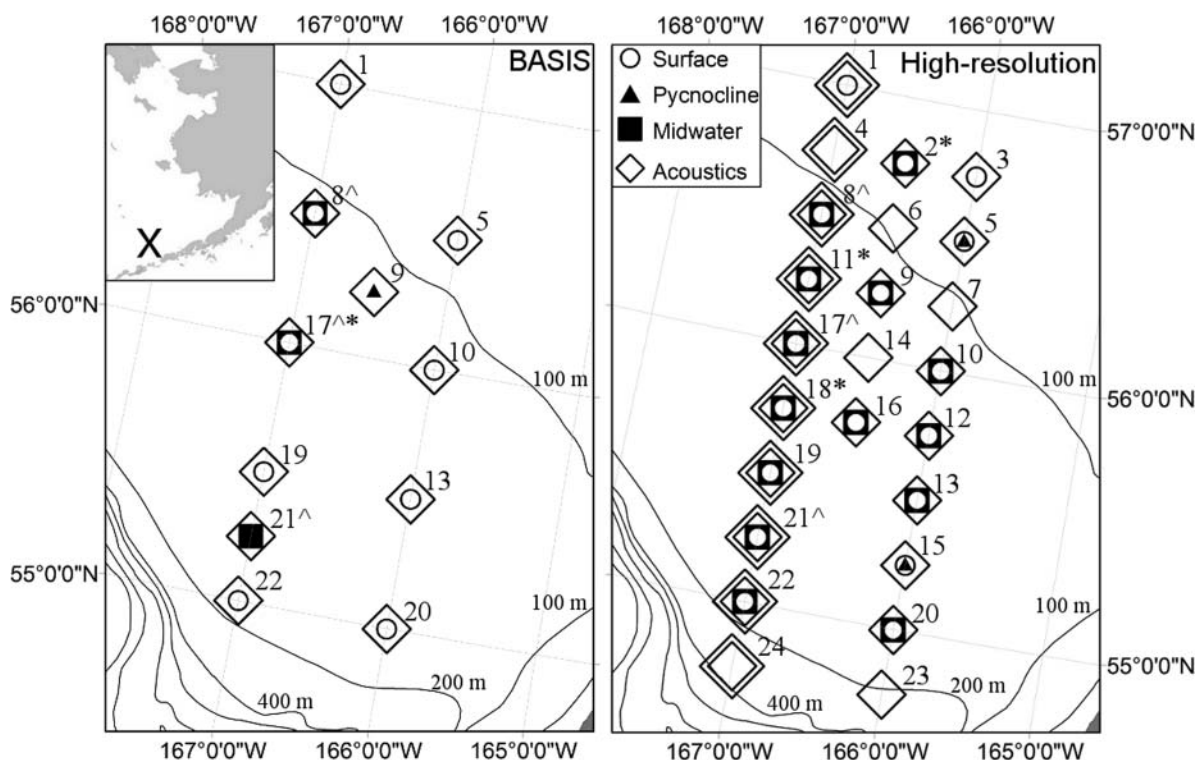 168°0'0"W 167°0'0"W 166°0'0"W 168°0'0"W 167°0'0"W 166°0'0"W
BASIS
High-resolution
Surface
Pycnocline
Midwater
Acoustics
X
1
8^
5
9
17^*
10
19
13
21^
22
20
100 m
100 m
200 m
400 m
56°0'0"N
55°0'0"N
1
4
2*
3
8^
6
5
11*
9
7
17^
14
10
18*
16
12
19
13
21^
15
22
20
24
23
100 m
100 m
200 m
400 m
57°0'0"N
56°0'0"N
55°0'0"N
167°0'0"W 166°0'0"W 165°0'0"W 167°0'0"W 166°0'0"W 165°0'0"W